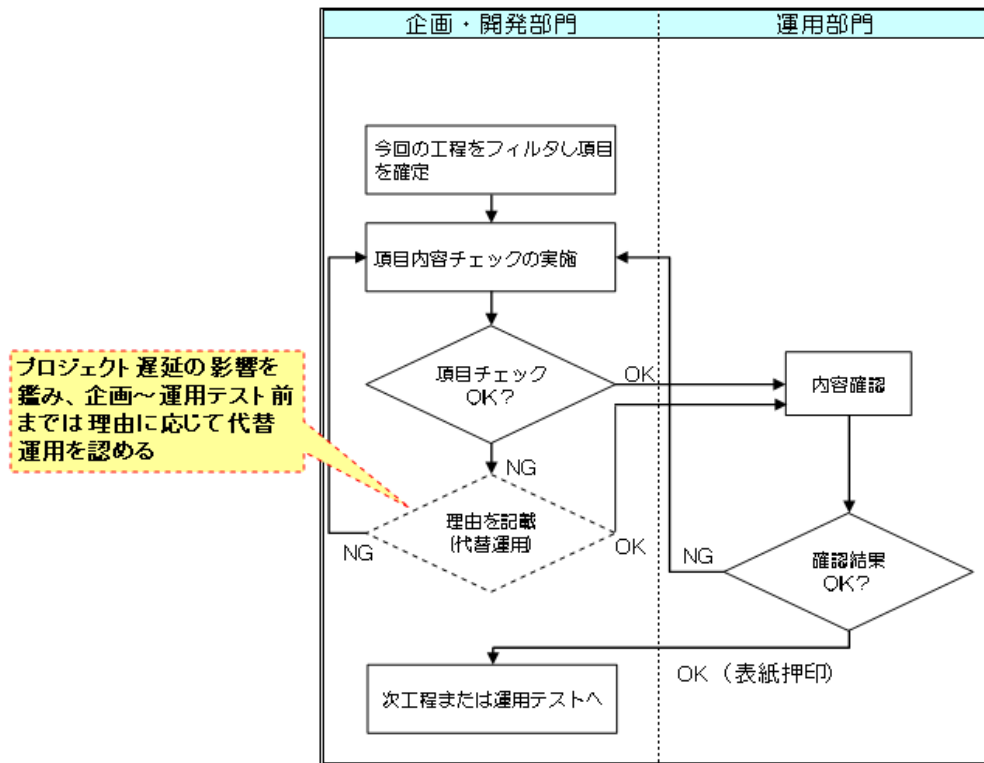 企画・開発部門
運用部門
今回の工程をフィルタし項目
を確定
項目内容チェックの実施
項目チェック
OK?
OK
内容確認
プロジェクト遅延の影響を
鑑み、企画～運用テスト前
までは理由に応じて代替
運用を認める
NG
理由を記載
(代替運用)
NG
OK
NG
確認結果
OK?
OK（表紙押印）
次工程または運用テストへ